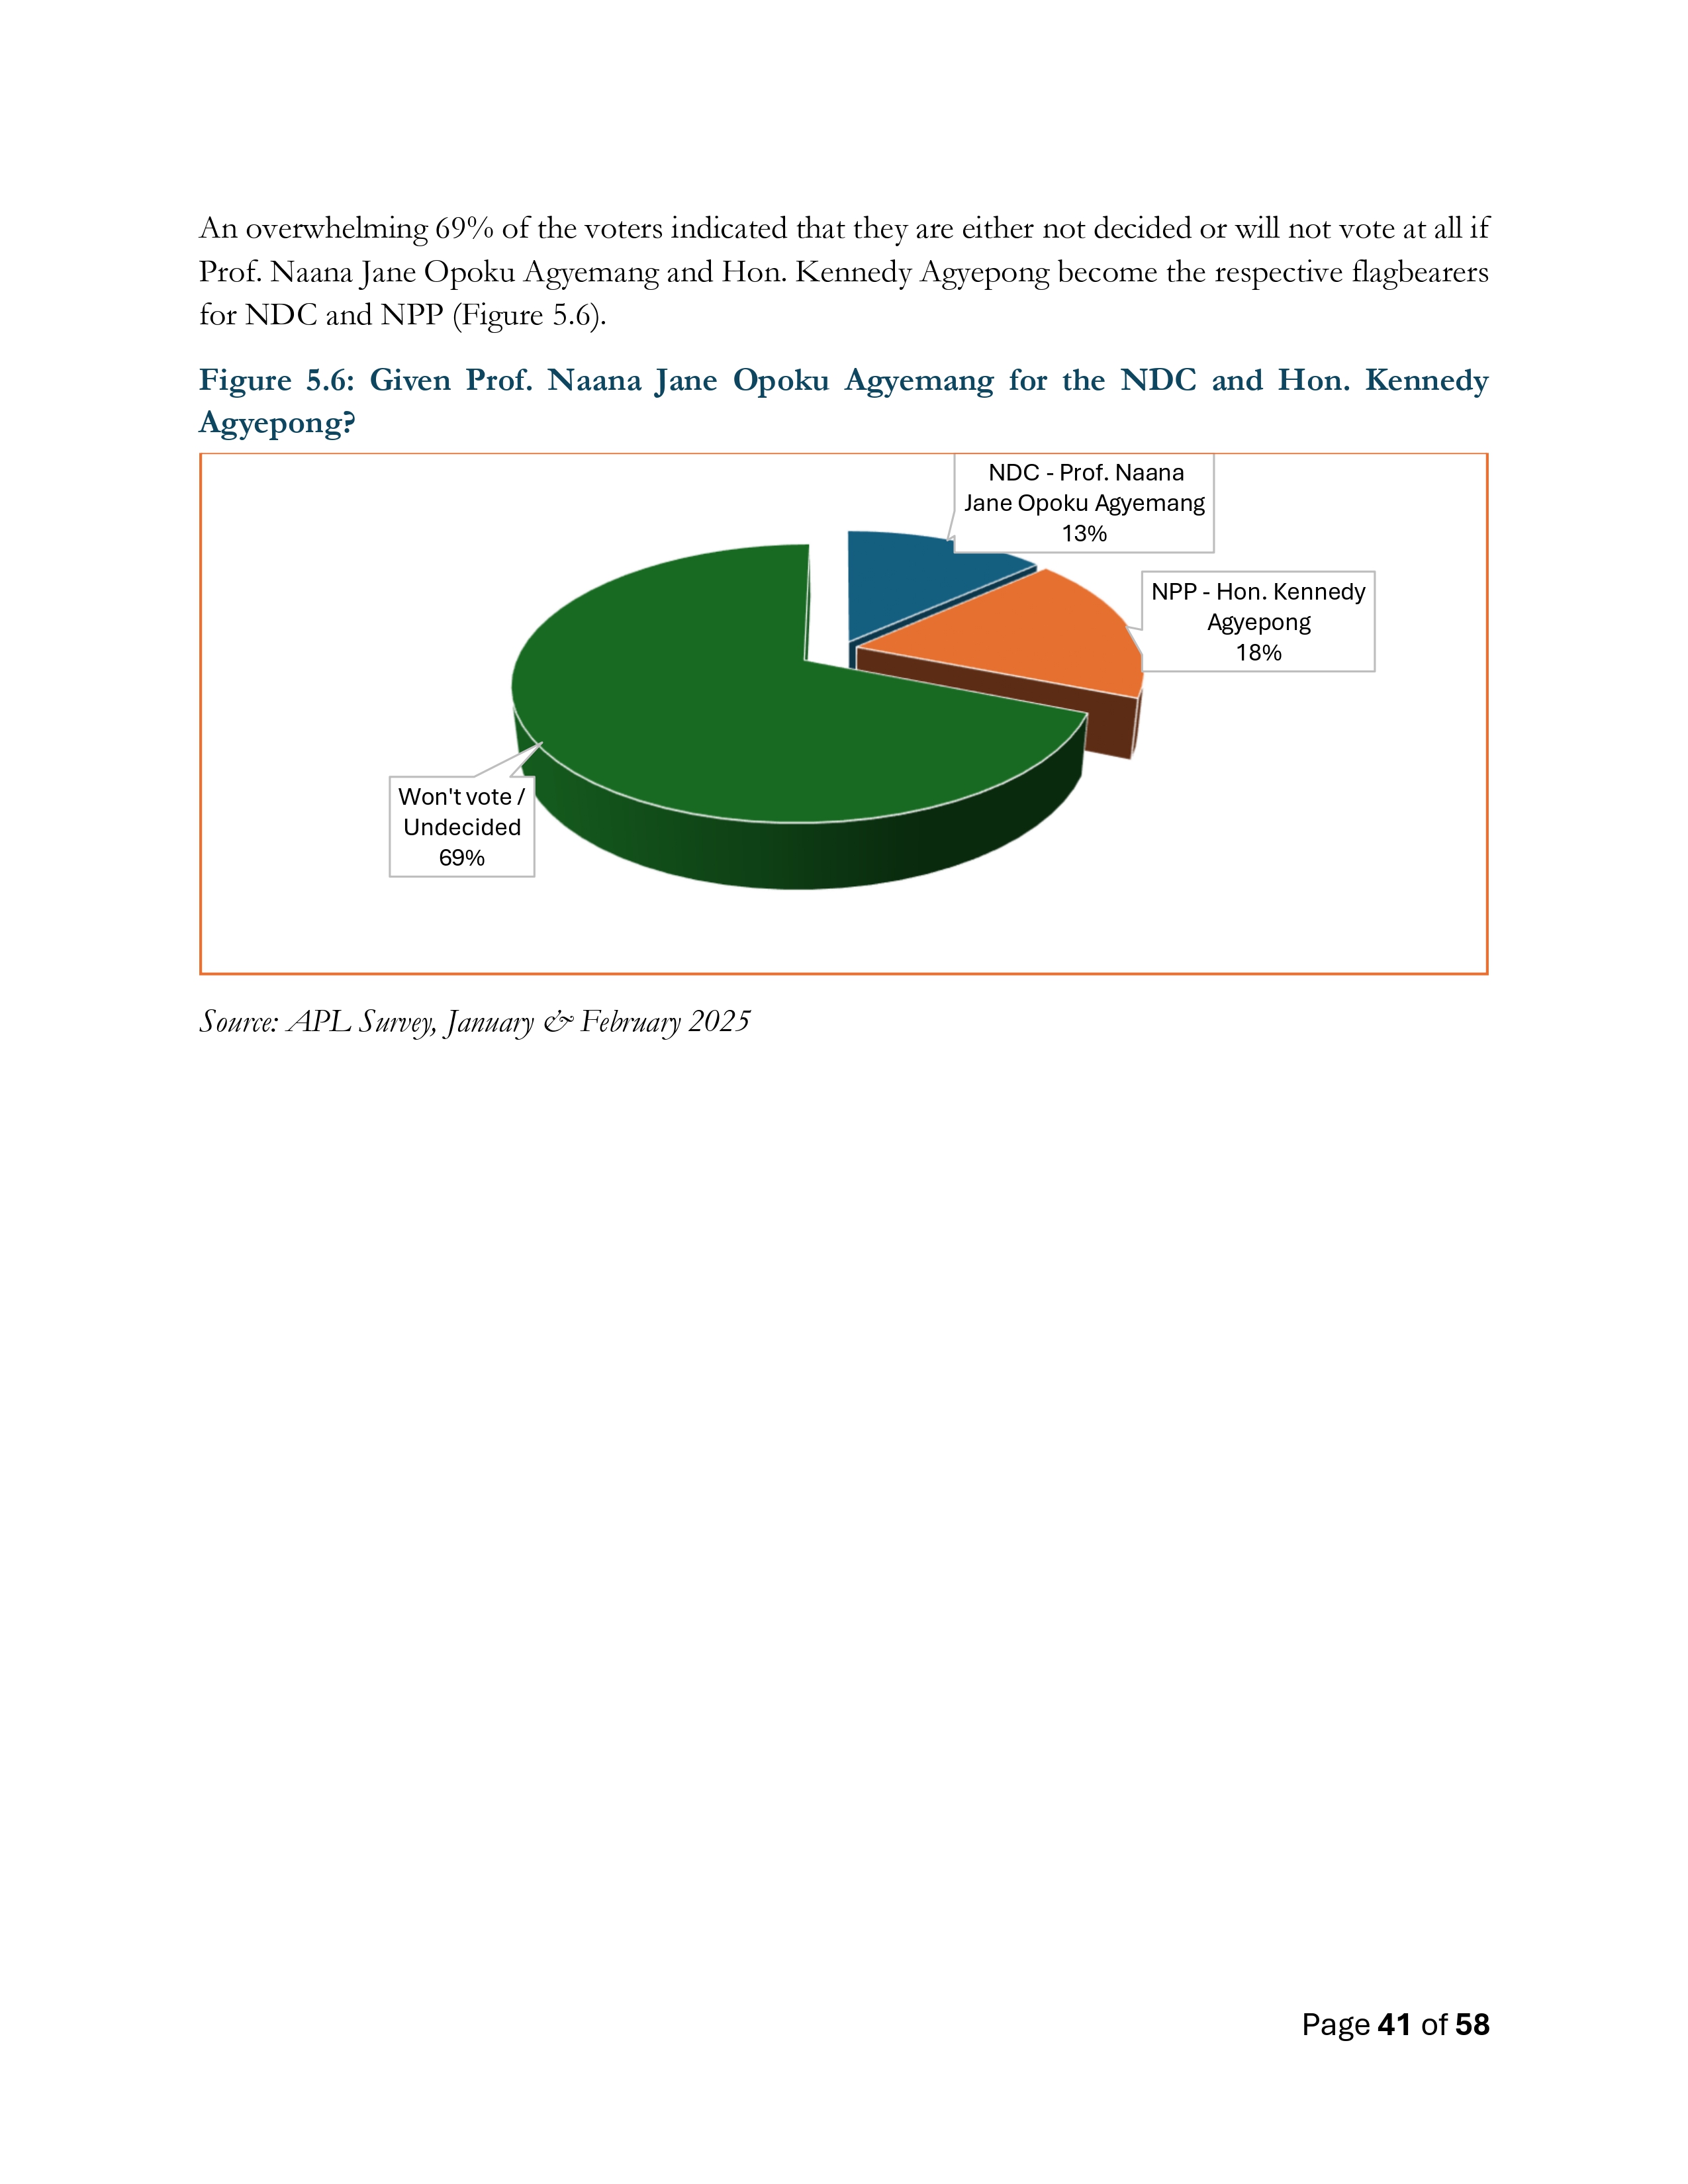 An overwhelming 69% of the voters indicated that they are either not decided or will not vote at all if
Prof. Naana Jane Opoku Agyemang and Hon. Kennedy Agyepong become the respective flagbearers
for NDC and NPP (Figure 5.6).
Figure 5.6: Given Prof. Naana Jane Opoku Agyemang for the NDC and Hon. Kennedy
Agyepong?
NDC - Prof. Naana
Jane Opoku Agyemang
13%
NPP - Hon. Kennedy
Agyepong
18%
Won't vote /
Undecided
69%
Source: APL Survey, January & February 2025
Page 41 of 58